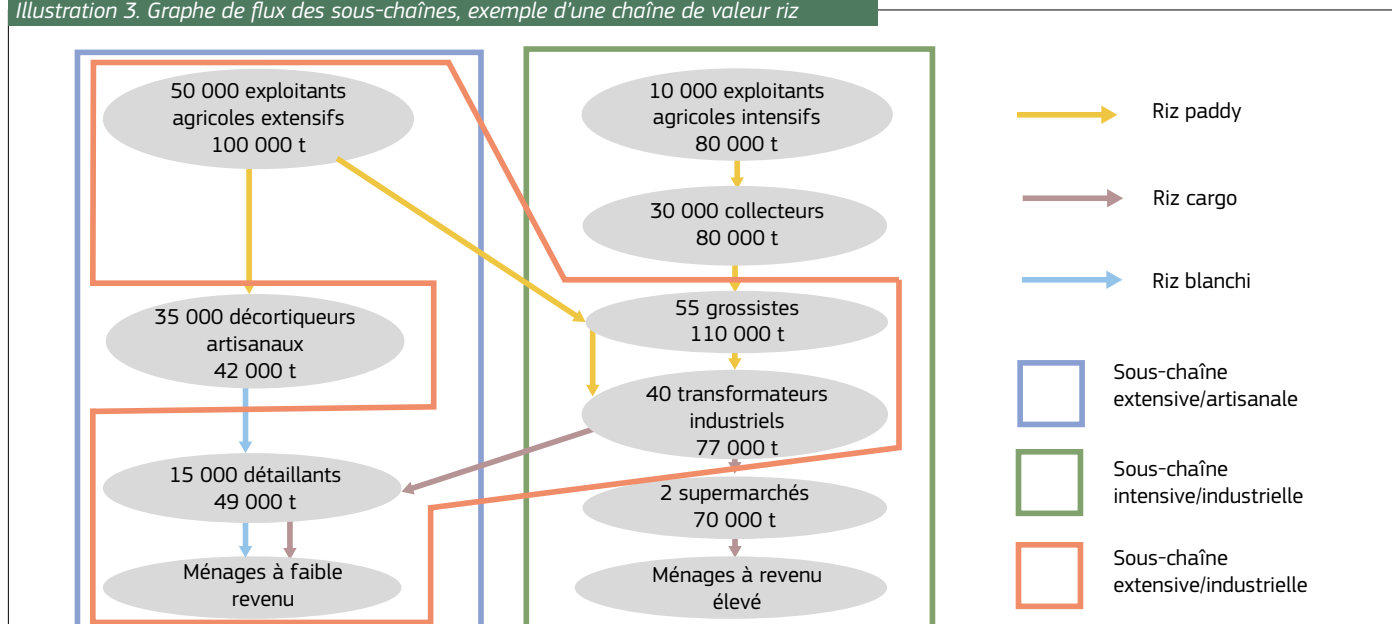 Illustration 3. Graphe de flux des sous-chaînes, exemple d'une chaîne de valeur riz
50 000 exploitants
agricoles extensifs
100 000 t
35 000 décortiqueurs
artisanaux
42 000 t
15 000 détaillants
49 000 t
Ménages à faible
revenu
10 000 exploitants
agricoles intensifs
80 000 t
30 000 collecteurs
80 000 t
55 grossistes
110 000 t
40 transformateurs
industriels
77 000 t
2 supermarchés
70 000 t
Ménages à revenu
élevé
Riz paddy
Riz cargo
Riz blanchi
Sous-chaîne
extensive/artisanale
Sous-chaîne
intensive/industrielle
Sous-chaîne
extensive/industrielle